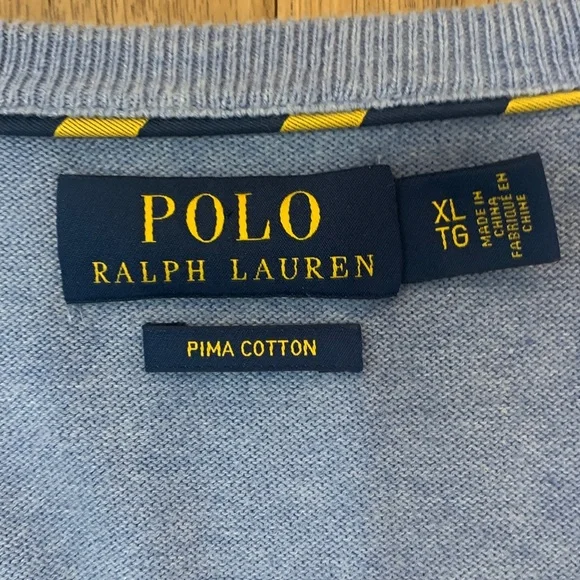 POLO
RALPH LAUREN
XL
TG
MADE IN
CHINA
FABRIQUÉ EN
CHINE
PIMA COTTON